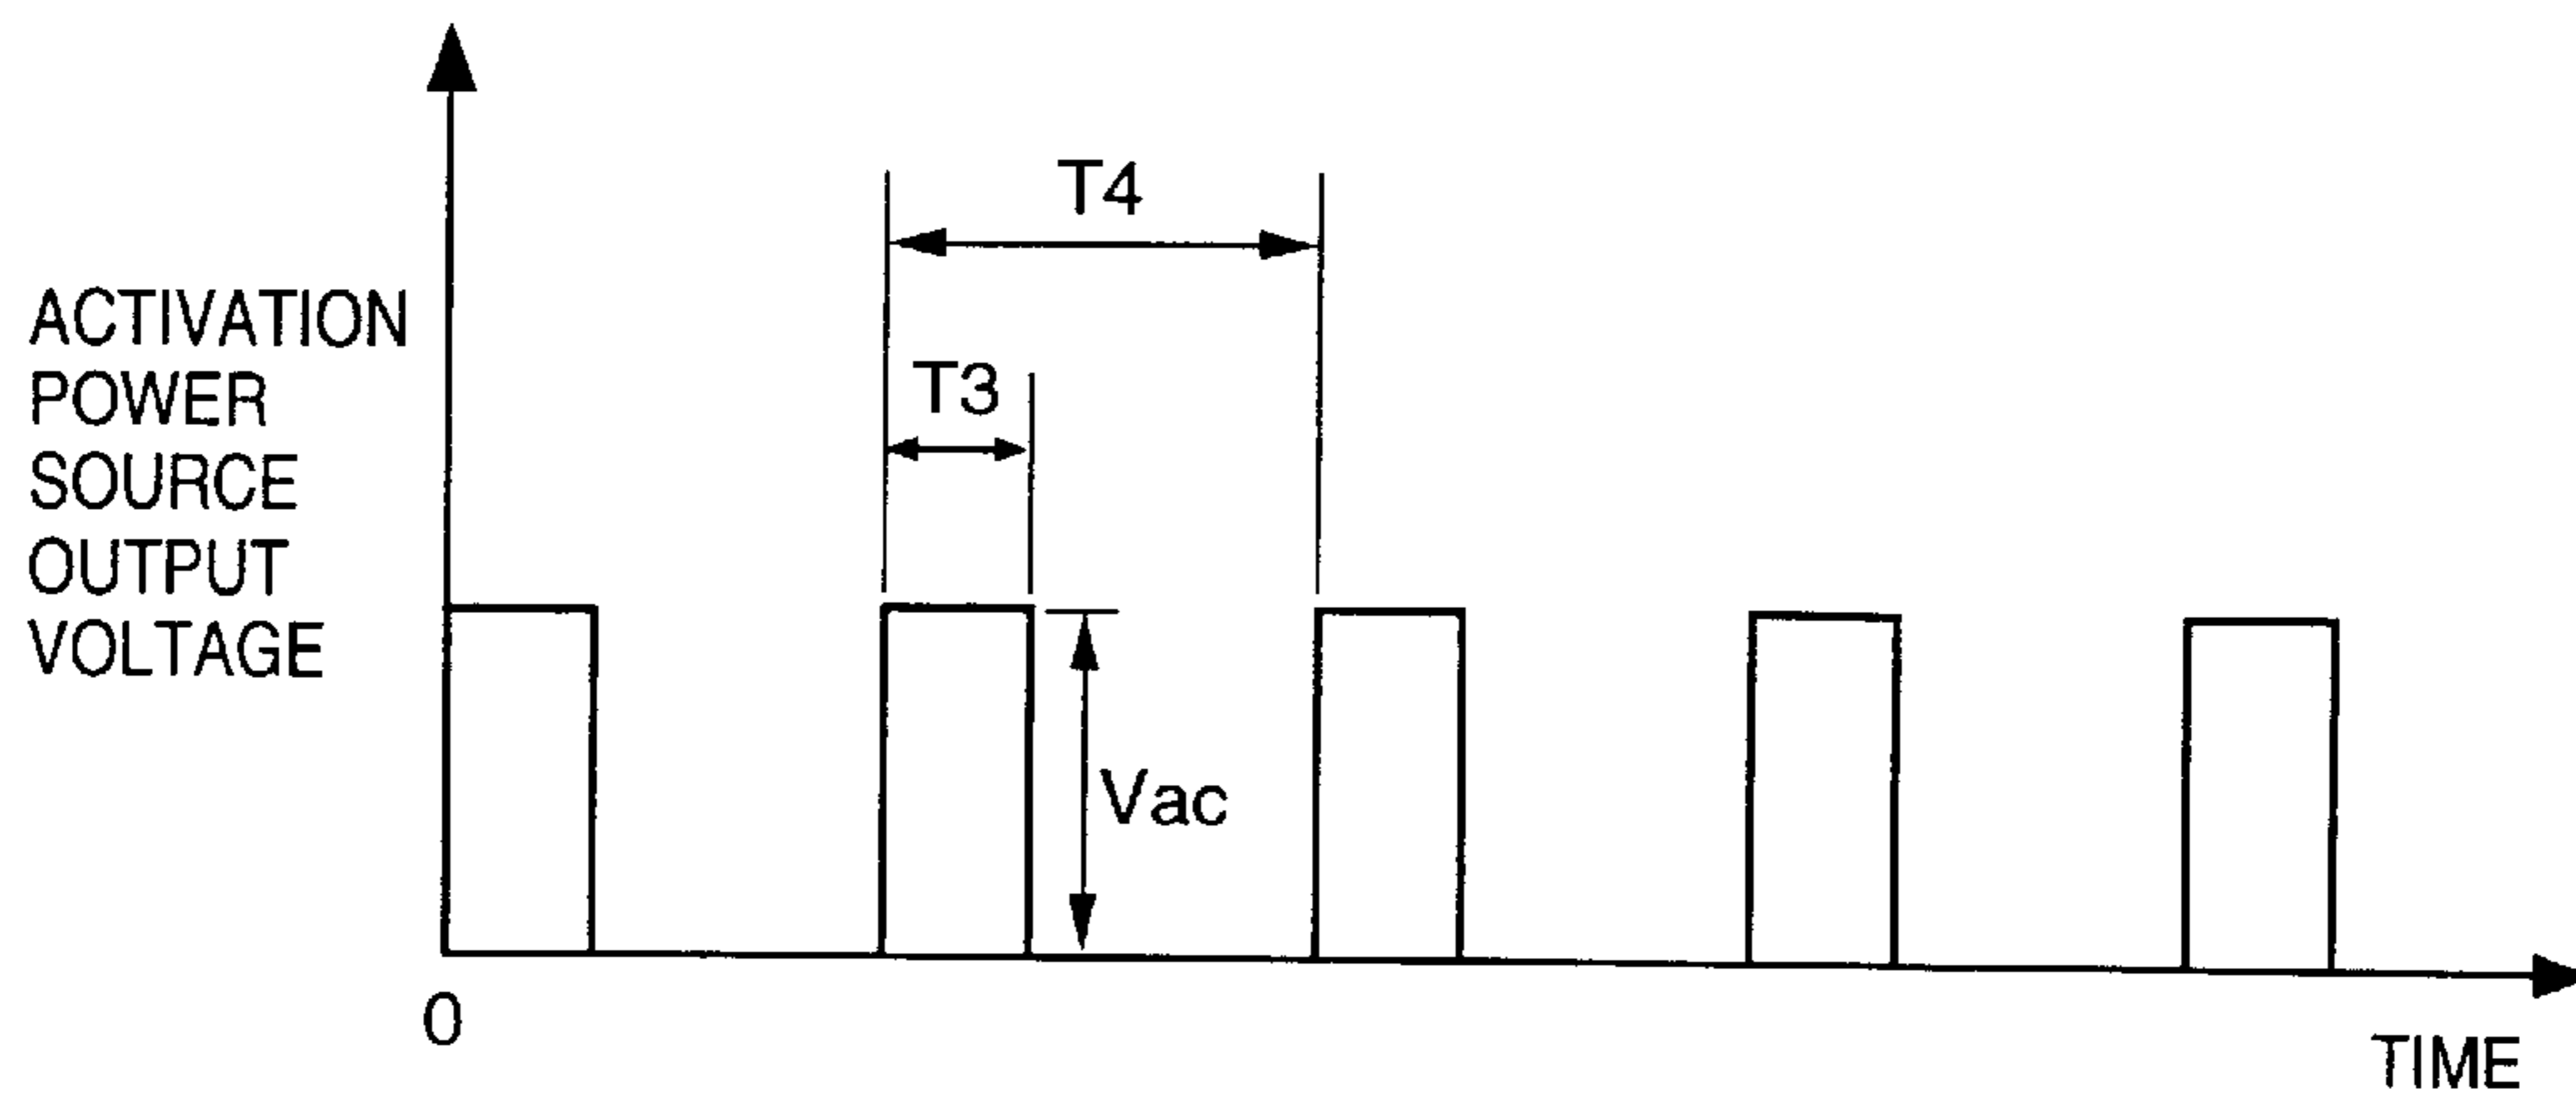 T4
T3
ACTIVATION
POWER
SOURCE
OUTPUT
VOLTAGE
Vac
0
TIME